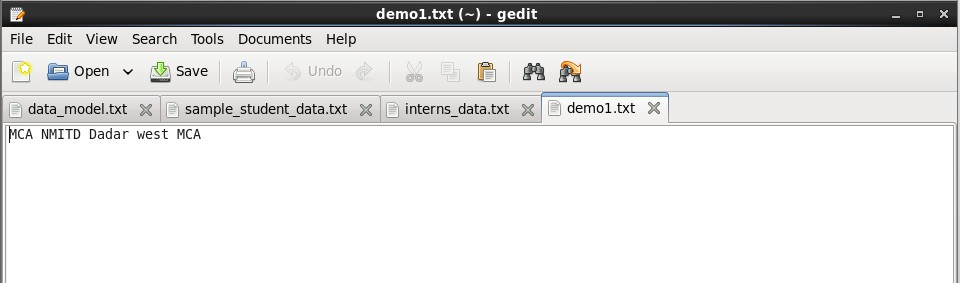 demo1.txt (~) - gedit
File Edit View Search Tools Documents Help
Open Save Undo
data_model.txt sample_student_data.txt interns_data.txt demo1.txt
MCA NMITD Dadar west MCA